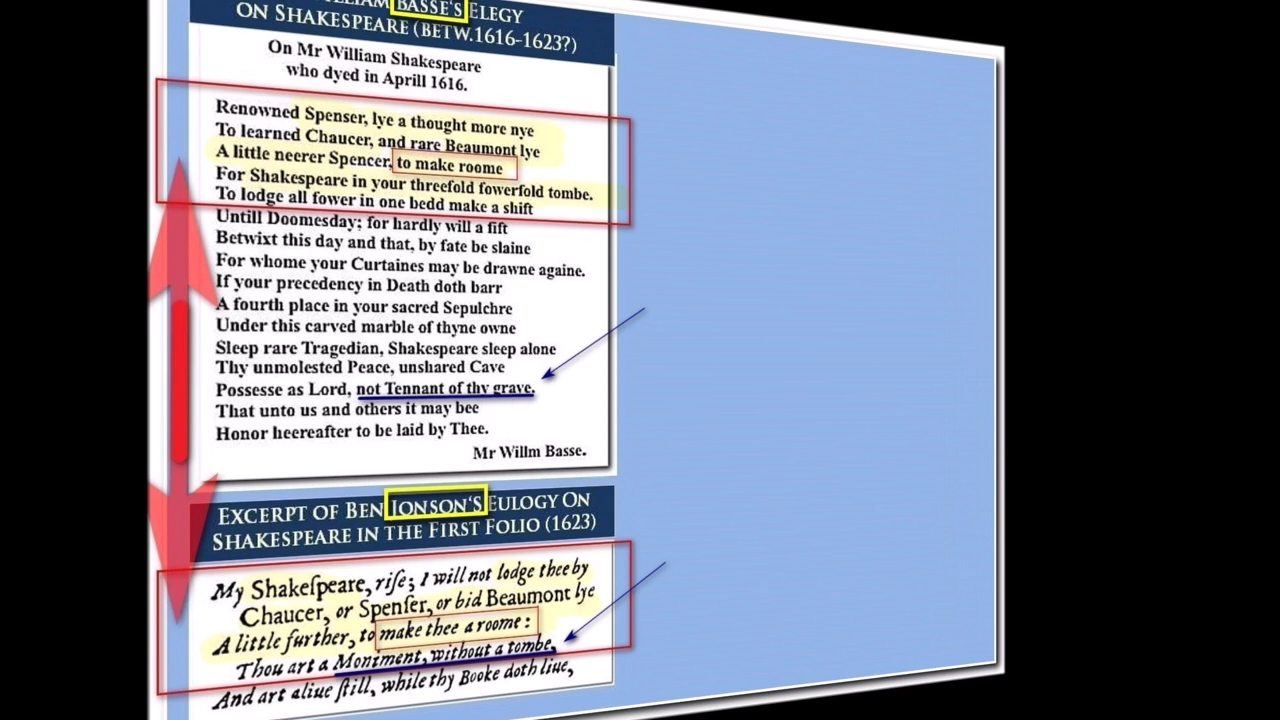 WILLIAM BASSE'S ELEGY
ON SHAKESPEARE (BETW.1616-1623?)
On Mr William Shakespeare
who dyed in Aprill 1616.
Renowned Spenser, lye a thought more nye
To learned Chaucer, and rare Beaumont lye
A little neerer Spencer, to make roome
For Shakespeare in your threefold fowerfold tombe.
To lodge all fower in one bedd make a shift
Untill Doomesday; for hardly will a fift
Betwixt this day and that, by fate be slaine
For whome your Curtaines may be drawne againe.
If your precedency in Death doth barr
A fourth place in your sacred Sepulchre
Under this carved marble of thyne owne
Sleep rare Tragedian, Shakespeare sleep alone
Thy unmolested Peace, unshared Cave
Possesse as Lord, not Tennant of thy grave.
That unto us and others it may bee
Honor heereafter to be laid by Thee.
Mr Willm Basse.
EXCERPT OF BEN IONSON'S EULOGY ON
SHAKESPEARE IN THE FIRST FOLIO (1623)
My Shakeſpeare, riſe; I will not lodge thee by
Chaucer, or Spenſer, or bid Beaumont lye
A little further, to make thee a roome :
Thou art a Moniment, without a tombe,
And art aliue ſtill, while thy Booke doth liue,